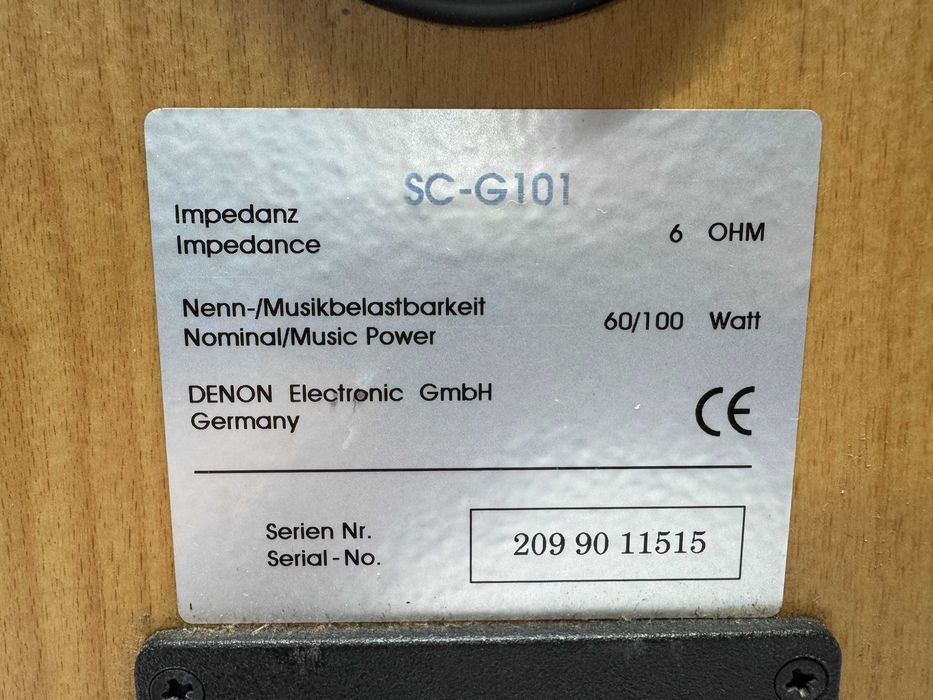 SC-G101
Impedanz
Impedance
6 OHM
Nenn-/Musikbelastbarkeit
Nominal/Music Power
60/100 Watt
DENON Electronic GmbH
Germany
CE
Serien Nr.
Serial-No.
209 90 11515